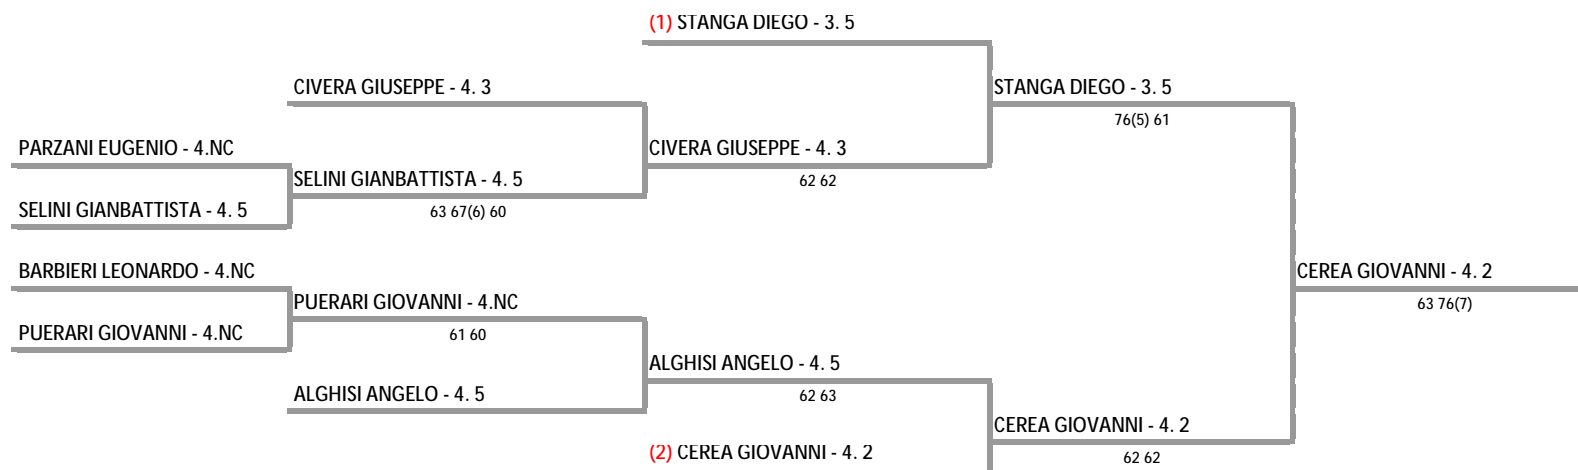 (1) STANGA DIEGO - 3. 5
CIVERA GIUSEPPE - 4. 3
STANGA DIEGO - 3. 5
76(5) 61
PARZANI EUGENIO - 4.NC
CIVERA GIUSEPPE - 4. 3
SELINI GIANBATTISTA - 4. 5
62 62
SELINI GIANBATTISTA - 4. 5
63 67(6) 60
BARBIERI LEONARDO - 4.NC
CEREA GIOVANNI - 4. 2
PUERARI GIOVANNI - 4.NC
63 76(7)
PUERARI GIOVANNI - 4.NC
61 60
ALGHISI ANGELO - 4. 5
ALGHISI ANGELO - 4. 5
62 63
CEREA GIOVANNI - 4. 2
(2) CEREA GIOVANNI - 4. 2
62 62